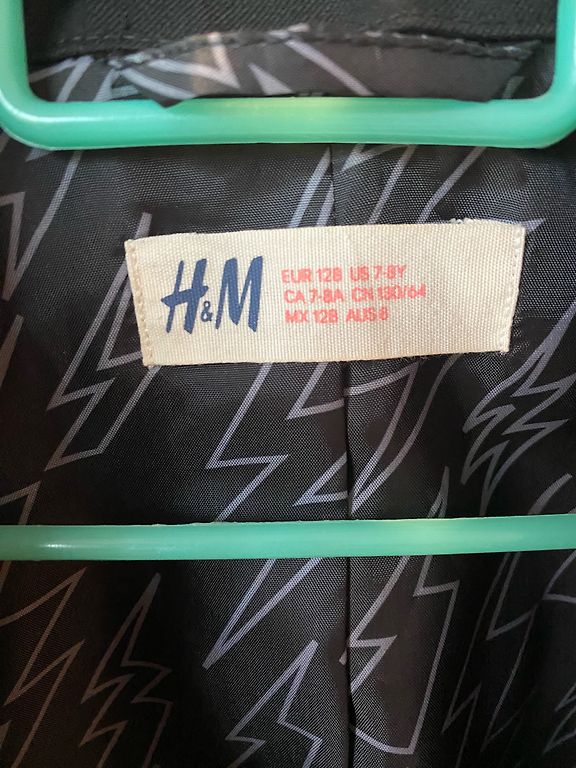 H&M
EUR 128 US 7-8Y
CA 7-8A CN 130/64
MX 128 AUS 8